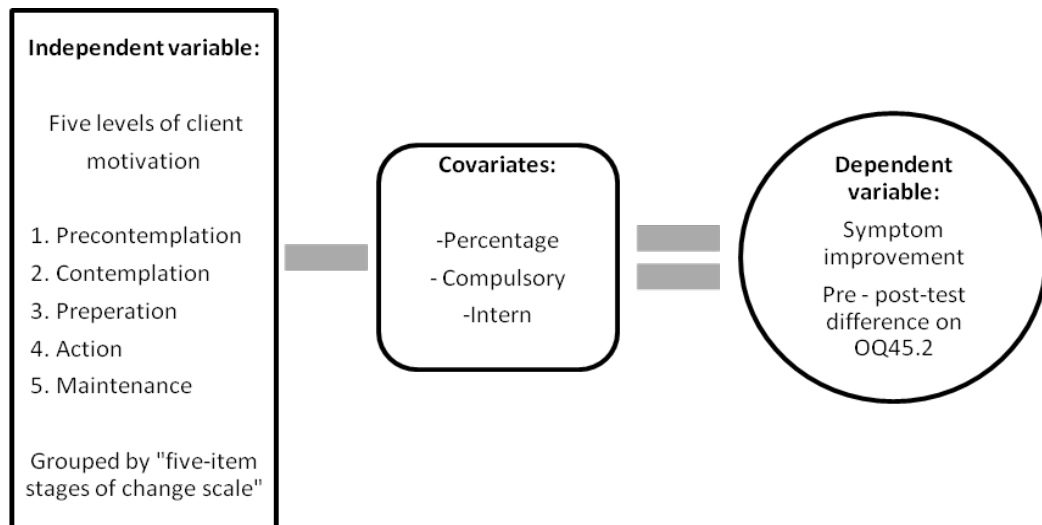 Independent variable:
Five levels of client
motivation
1. Precontemplation
2. Contemplation
3. Preperation
4. Action
5. Maintenance
Grouped by "five-item
stages of change scale"
Covariates:
-Percentage
- Compulsory
-Intern
Dependent
variable:
Symptom
improvement
Pre - post-test
difference on
OQ45.2